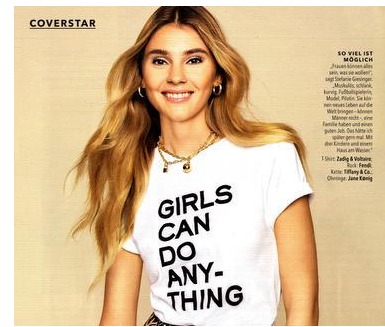 COVERSTAR
SO VIEL IST
MÖGLICH
„Frauen können alles
sein, was sie wollen“,
sagt Stefanie Giesinger.
„Muskulös, schlank,
kurvig. Fußballspielerin,
Model, Pilotin. Sie kön-
nen neues Leben auf die
Welt bringen – können
Männer nicht –, eine
Familie haben und einen
guten Job. Das hätte ich
später gern mal. Mit
drei Kindern und einem
Haus am Wasser.“
T-Shirt: Zadig & Voltaire.
Rock: Fendi.
Kette: Tiffany & Co.,
Ohrringe: Jane Kønig
GIRLS
CAN
DO
ANY-
THING